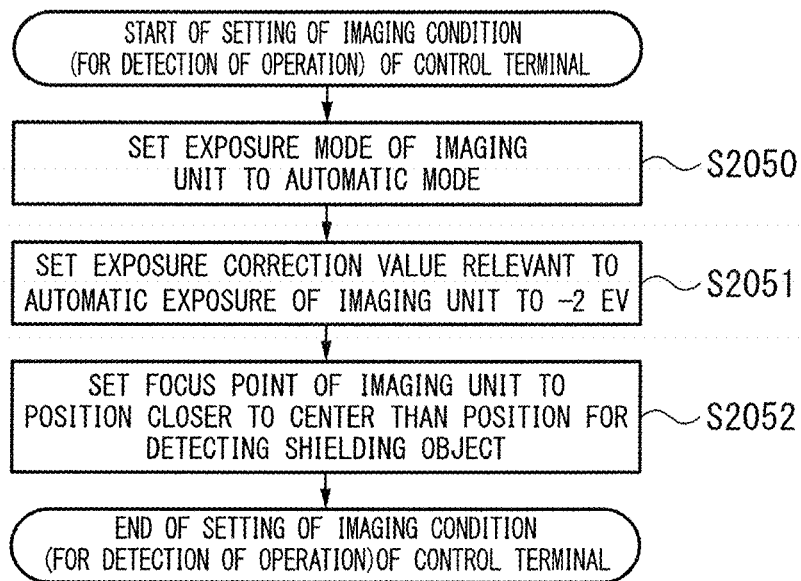 START OF SETTING OF IMAGING CONDITION
(FOR DETECTION OF OPERATION) OF CONTROL TERMINAL
SET EXPOSURE MODE OF IMAGING
UNIT TO AUTOMATIC MODE
S2050
SET EXPOSURE CORRECTION VALUE RELEVANT TO
AUTOMATIC EXPOSURE OF IMAGING UNIT TO -2 EV
S2051
SET FOCUS POINT OF IMAGING UNIT TO
POSITION CLOSER TO CENTER THAN POSITION FOR
DETECTING SHIELDING OBJECT
S2052
END OF SETTING OF IMAGING CONDITION
(FOR DETECTION OF OPERATION)OF CONTROL TERMINAL